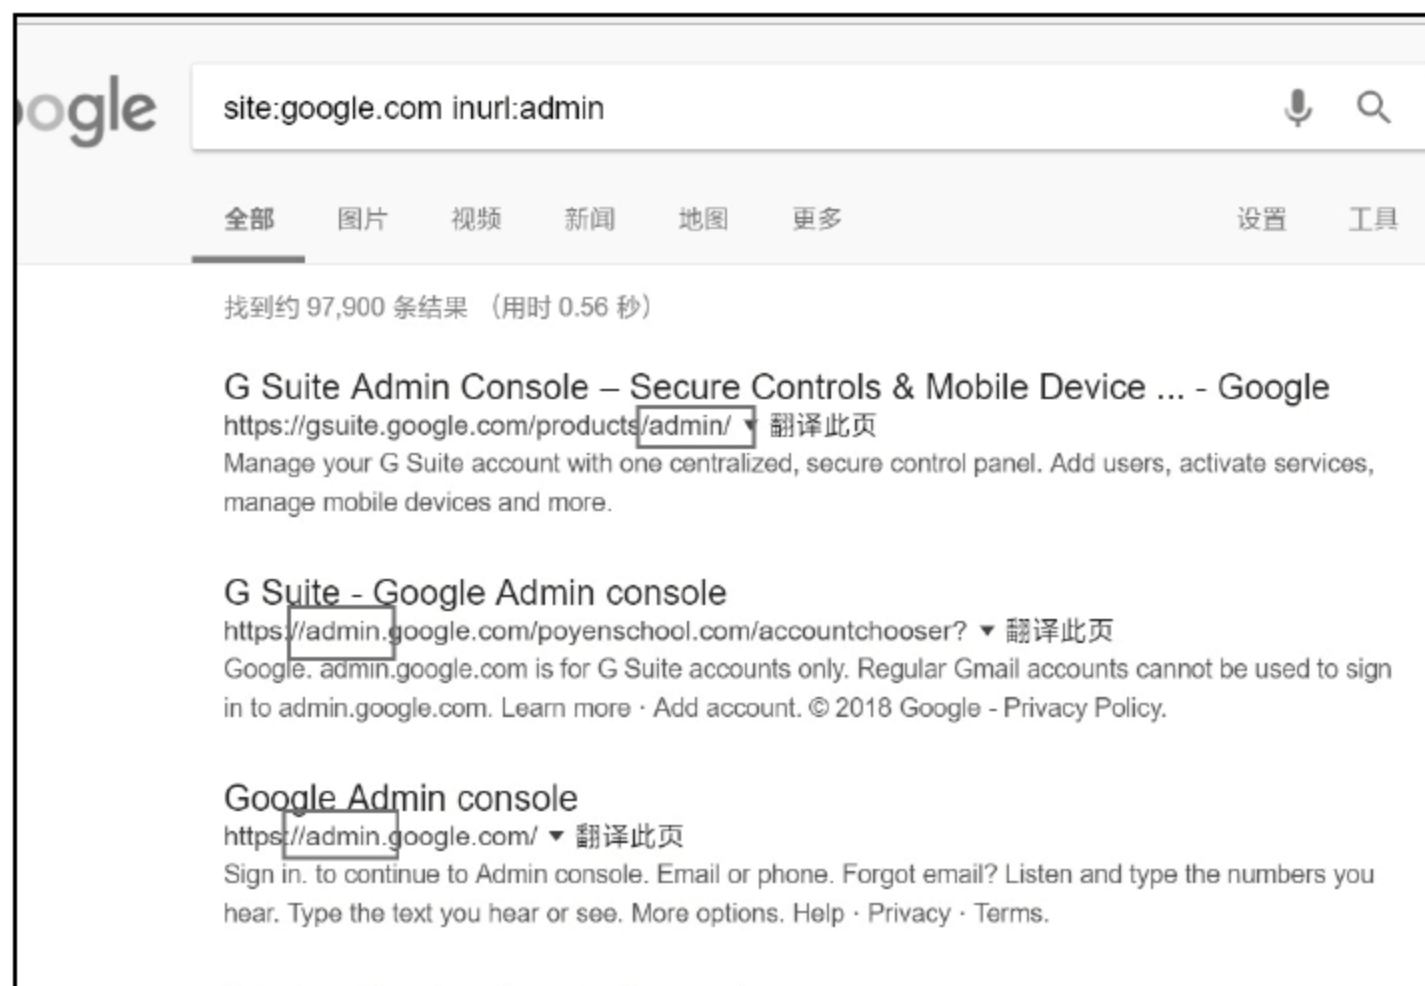 oogle
site:google.com inurl:admin
全部 图片 视频 新闻 地图 更多 设置 工具
找到约 97,900 条结果 （用时 0.56 秒）
G Suite Admin Console – Secure Controls & Mobile Device ... - Google
https://gsuite.google.com/products/admin/ ▼ 翻译此页
Manage your G Suite account with one centralized, secure control panel. Add users, activate services,
manage mobile devices and more.
G Suite - Google Admin console
https://admin.google.com/poyenschool.com/accountchooser? ▼ 翻译此页
Google. admin.google.com is for G Suite accounts only. Regular Gmail accounts cannot be used to sign
in to admin.google.com. Learn more · Add account. © 2018 Google - Privacy Policy.
Google Admin console
https://admin.google.com/ ▼ 翻译此页
Sign in. to continue to Admin console. Email or phone. Forgot email? Listen and type the numbers you
hear. Type the text you hear or see. More options. Help · Privacy · Terms.